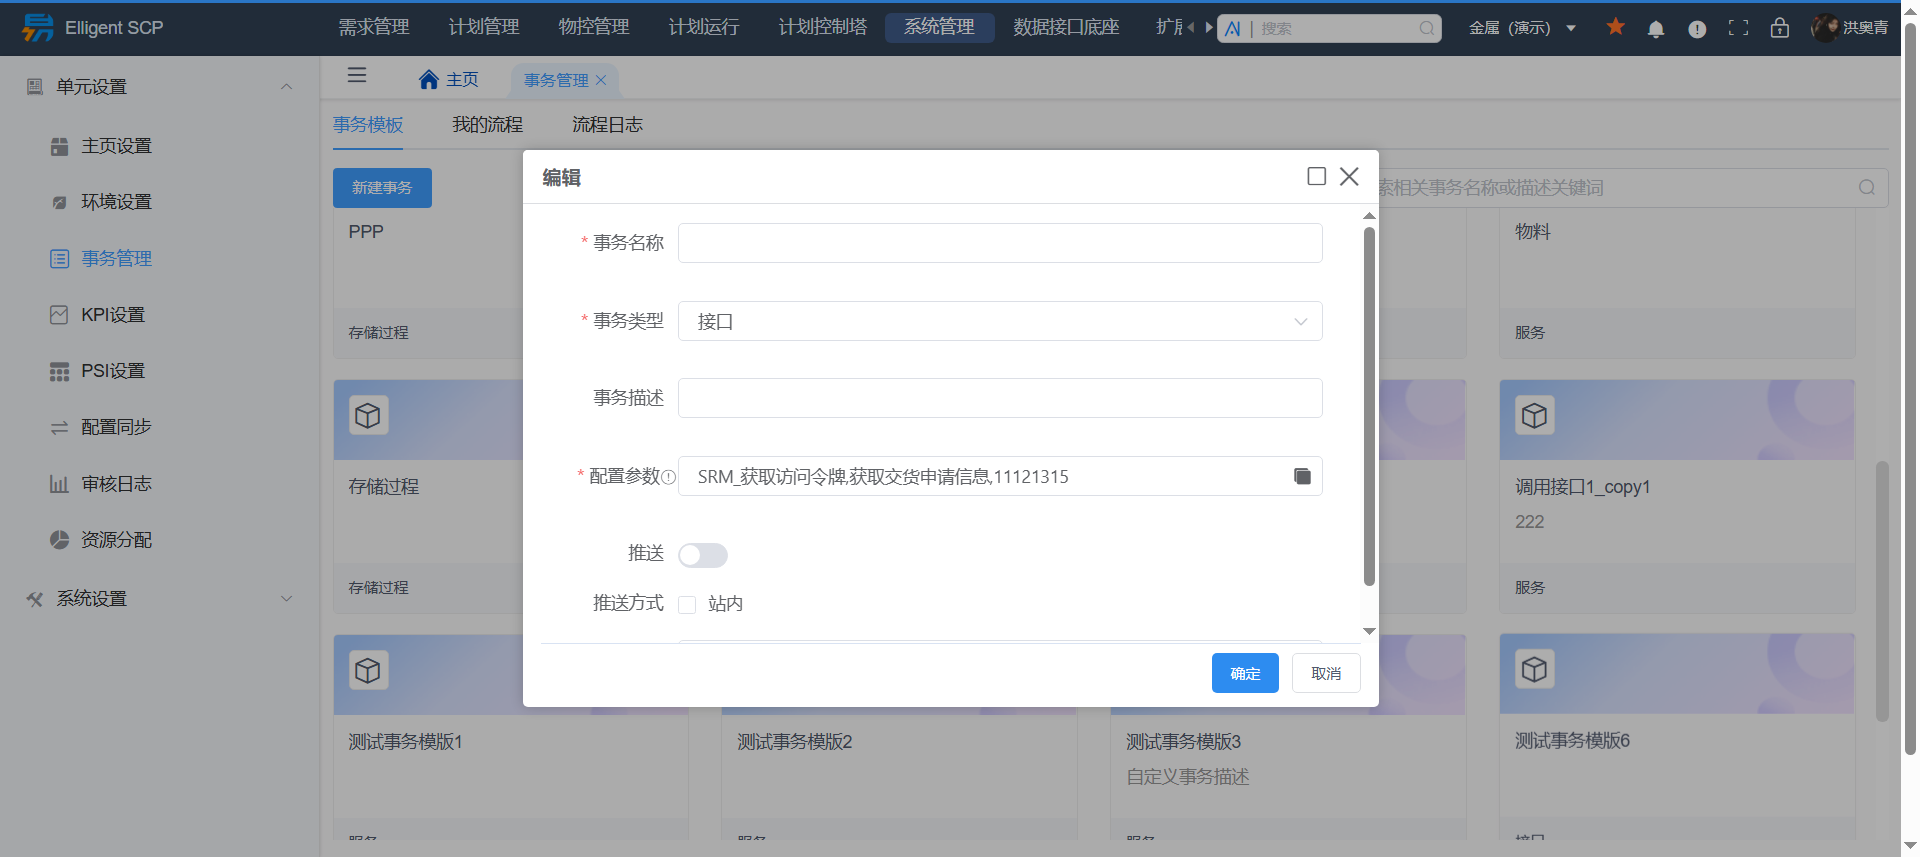 Elligent SCP
需求管理
计划管理
物控管理
计划运行
计划控制塔
系统管理
数据接口底座
AI
搜索
金属（演示）
洪奥青
单元设置
主页设置
环境设置
事务管理
KPI设置
PSI设置
配置同步
审核日志
资源分配
系统设置
主页
事务管理
事务模板
我的流程
流程日志
新建事务
索相关事务名称或描述关键词
PPP
物料
存储过程
服务
存储过程
调用接口1_copy1
222
存储过程
服务
测试事务模版1
测试事务模版2
测试事务模版3
测试事务模版6
自定义事务描述
编辑
* 事务名称
* 事务类型
接口
事务描述
* 配置参数
SRM_获取访问令牌,获取交货申请信息,11121315
推送
推送方式
站内
确定
取消